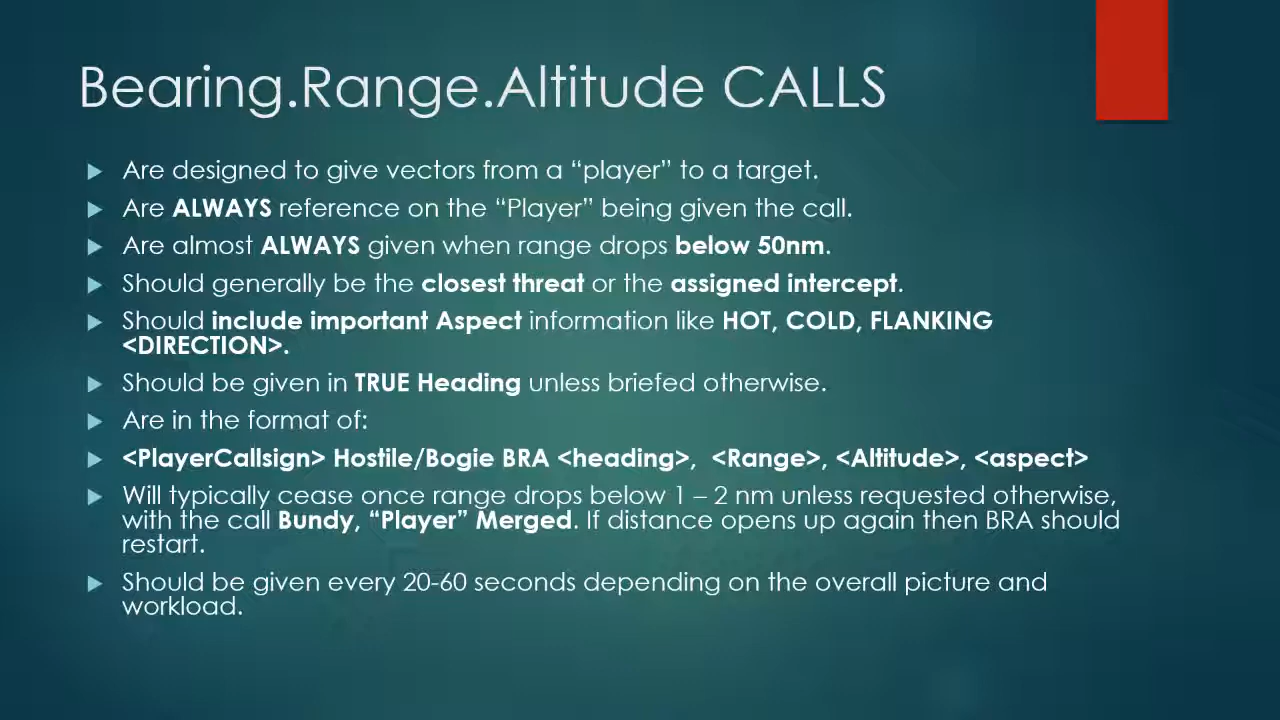 Bearing.Range.Altitude CALLS
Are designed to give vectors from a “player” to a target.
Are ALWAYS reference on the “Player” being given the call.
Are almost ALWAYS given when range drops below 50nm.
Should generally be the closest threat or the assigned intercept.
Should include important Aspect information like HOT, COLD, FLANKING
<DIRECTION>.
Should be given in TRUE Heading unless briefed otherwise.
Are in the format of:
<PlayerCallsign> Hostile/Bogie BRA <heading>,  <Range>, <Altitude>, <aspect>
Will typically cease once range drops below 1 – 2 nm unless requested otherwise,
with the call Bundy, “Player” Merged. If distance opens up again then BRA should
restart.
Should be given every 20-60 seconds depending on the overall picture and
workload.